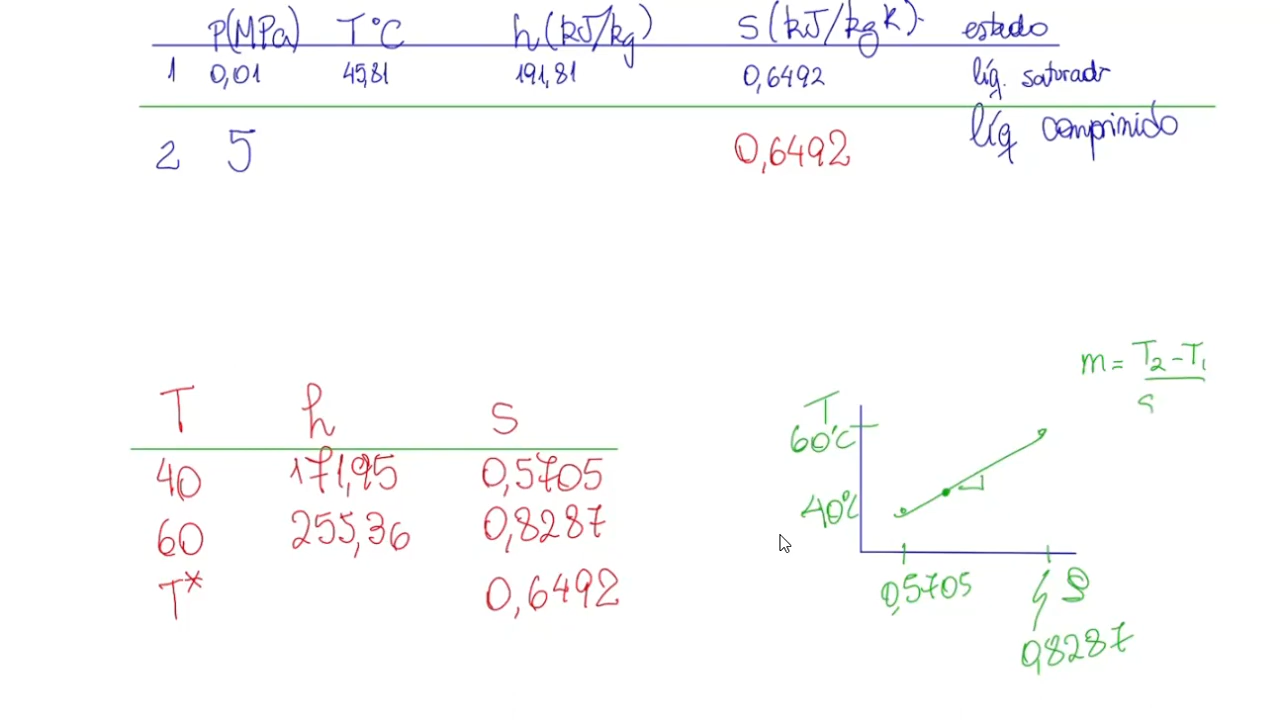 P(MPa) T°C h(kJ/kg) S(kJ/kgK) estado
1 0,01 45,81 191,81 0,6492 líq. saturado
2 5 0,6492 líq comprimido
m = T2-T1
S
T h S
40 171,95 0,5705
60 255,36 0,8287
T* 0,6492
T
60°C
40°C
0,5705 S
0,8287